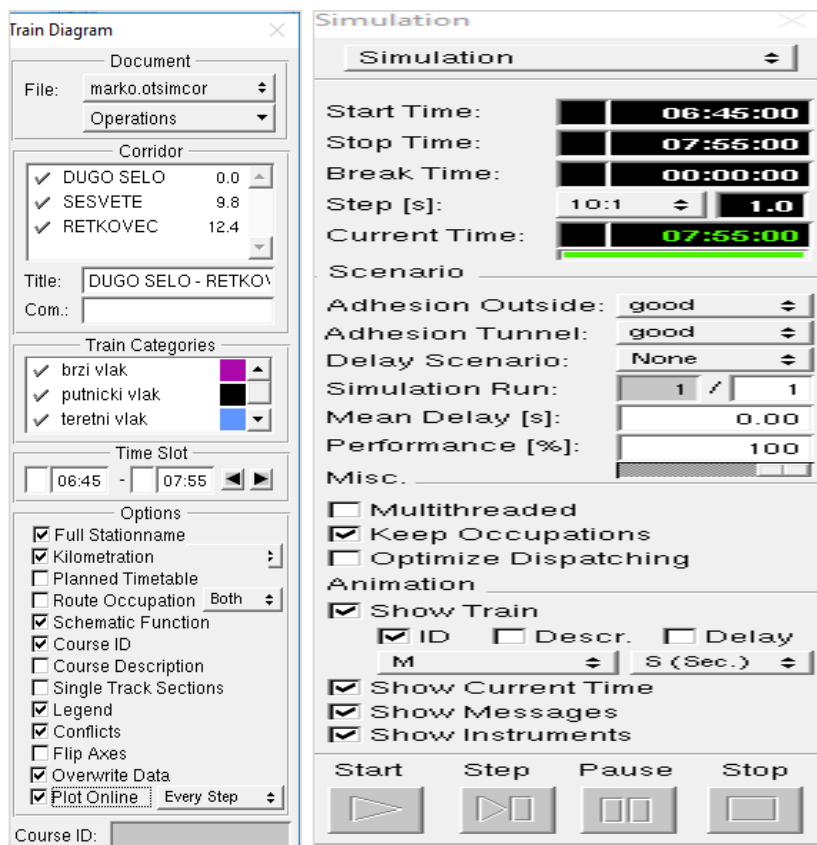 Train Diagram
Document
File: marko.otsimcor
Operations
Corridor
DUGO SELO 0.0
SESVETE 9.8
RETKOVEC 12.4
Title: DUGO SELO - RETKOV
Com.:
Train Categories
brzi vlak
putnicki vlak
teretni vlak
Time Slot
06:45 - 07:55
Options
Full Stationname
Kilometration
Planned Timetable
Route Occupation Both
Schematic Function
Course ID
Course Description
Single Track Sections
Legend
Conflicts
Flip Axes
Overwrite Data
Plot Online Every Step
Course ID:
Simulation
Simulation
Start Time: 06:45:00
Stop Time: 07:55:00
Break Time: 00:00:00
Step [s]: 10:1 1.0
Current Time: 07:55:00
Scenario
Adhesion Outside: good
Adhesion Tunnel: good
Delay Scenario: None
Simulation Run: 1 / 1
Mean Delay [s]: 0.00
Performance [%]: 100
Misc.
Multithreaded
Keep Occupations
Optimize Dispatching
Animation
Show Train
ID Descr. Delay
M S (Sec.)
Show Current Time
Show Messages
Show Instruments
Start Step Pause Stop